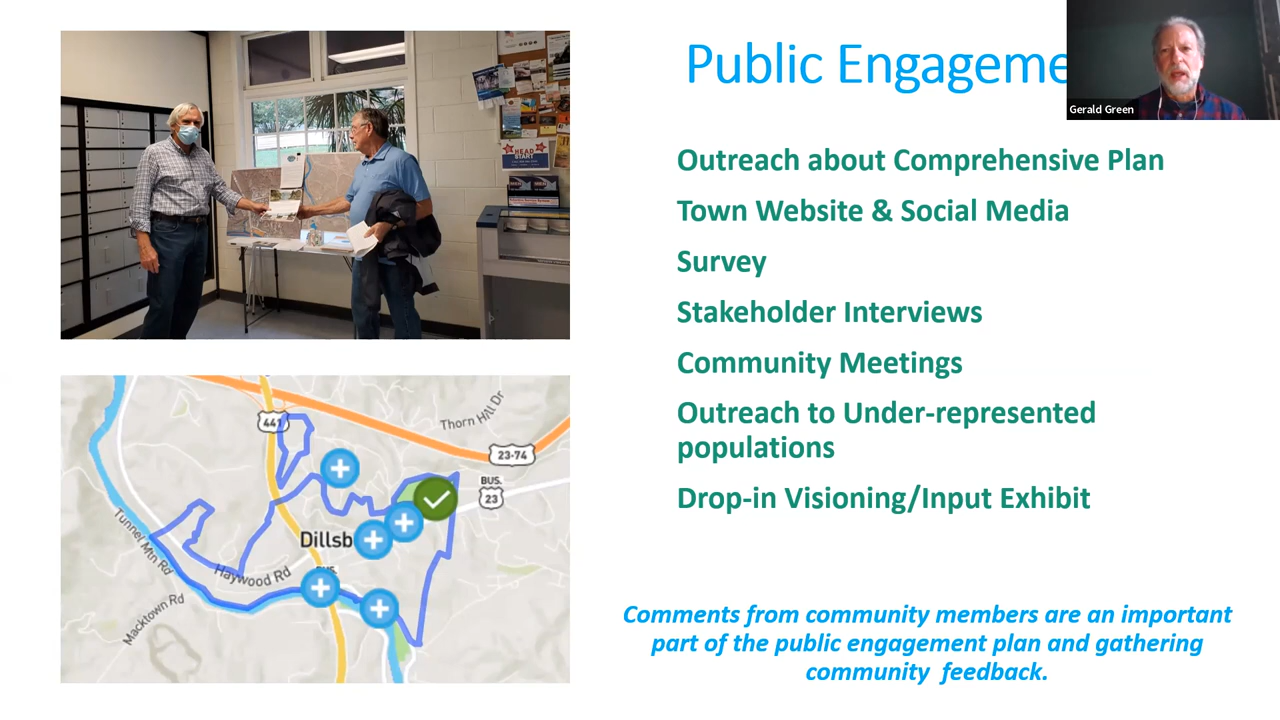 Public Engageme
Gerald Green
Outreach about Comprehensive Plan
Town Website & Social Media
Survey
Stakeholder Interviews
Community Meetings
Outreach to Under-represented
populations
Drop-in Visioning/Input Exhibit
Comments from community members are an important
part of the public engagement plan and gathering
community feedback.
HEAD
START
441
Thorn Hill Dr
23-74
BUS.
23
Dillsb
Tunnel Mtn Rd
Haywood Rd
BUS.
Macktown Rd